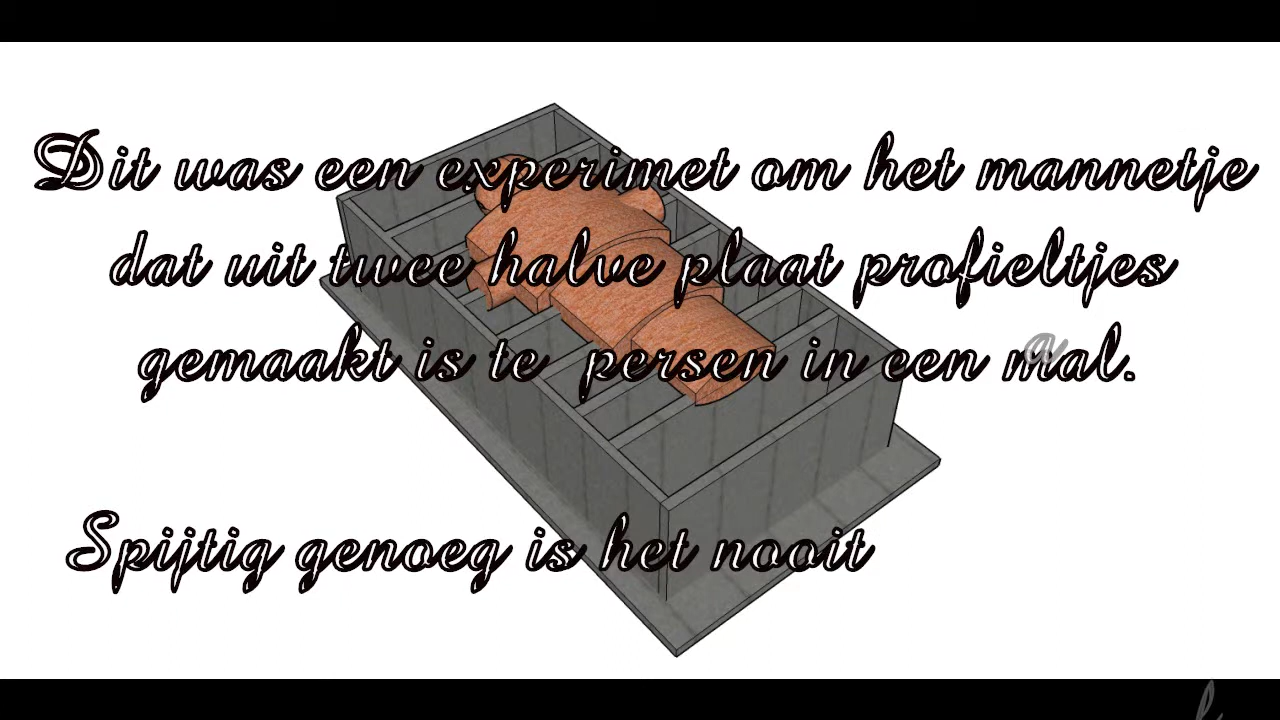 Dit was een experimet om het mannetje
dat uit twee halve plaat profieltjes
gemaakt is te persen in een mal.
Spijtig genoeg is het nooit